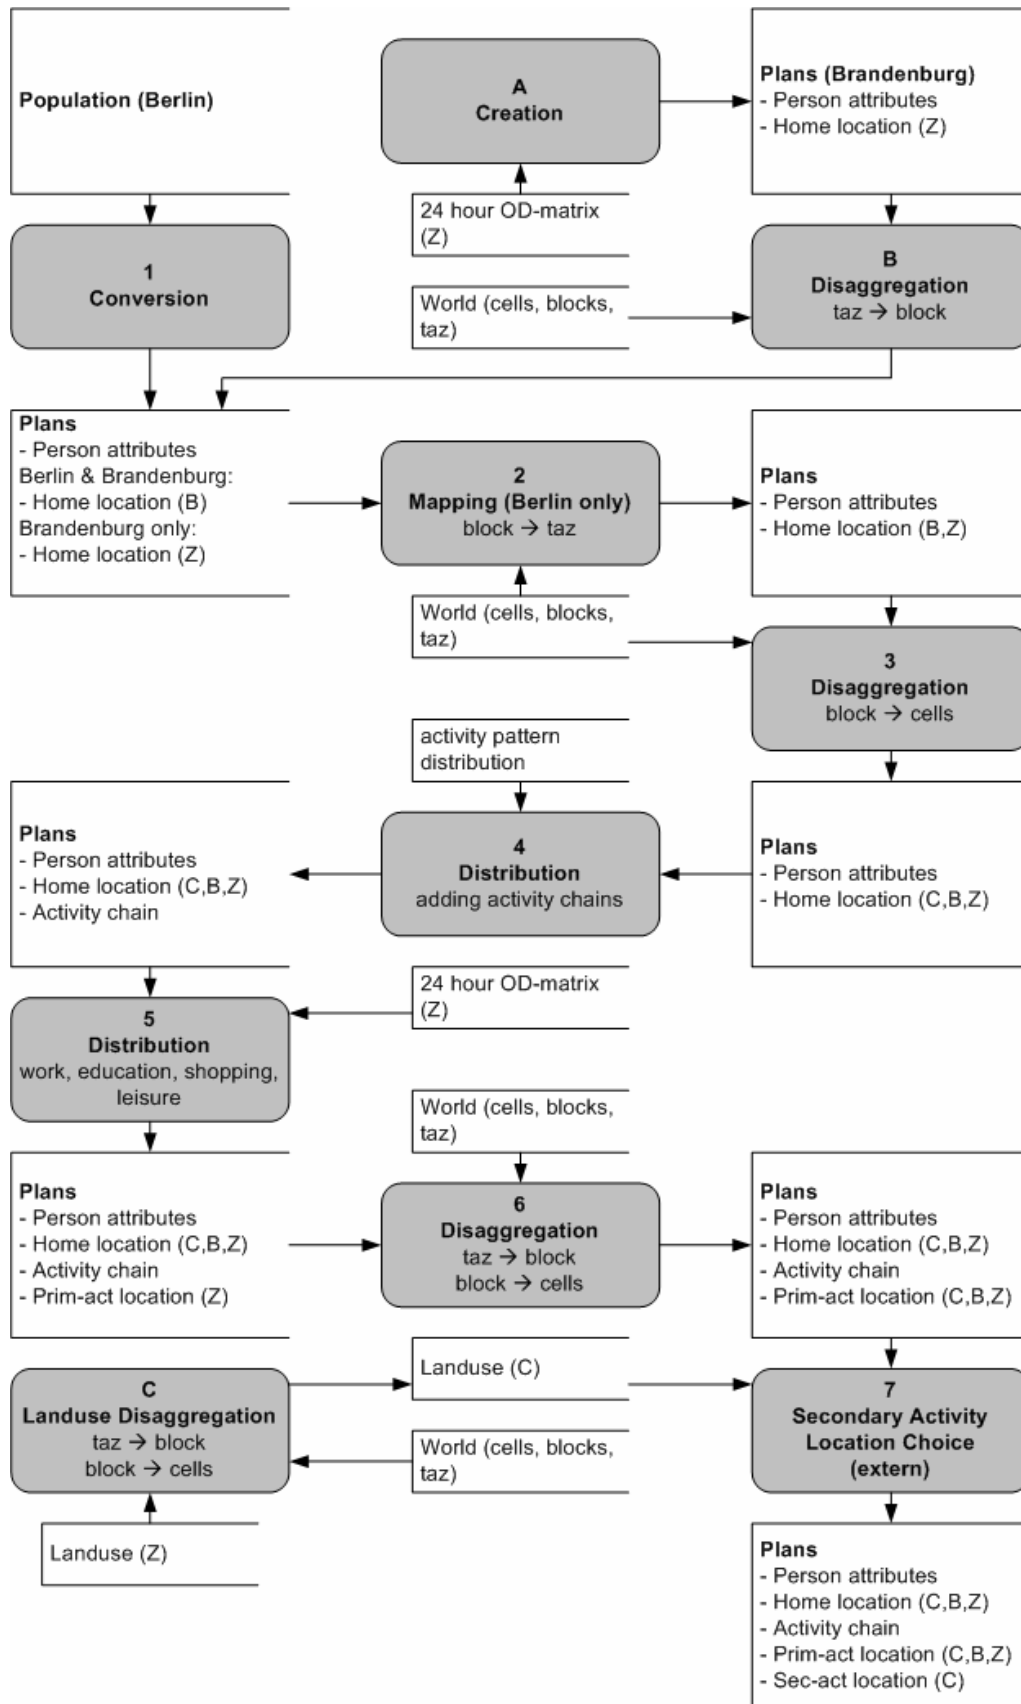 Population (Berlin)
A
Creation
Plans (Brandenburg)
- Person attributes
- Home location (Z)
24 hour OD-matrix
(Z)
1
Conversion
World (cells, blocks,
taz)
B
Disaggregation
taz → block
Plans
- Person attributes
Berlin & Brandenburg:
- Home location (B)
Brandenburg only:
- Home location (Z)
2
Mapping (Berlin only)
block → taz
Plans
- Person attributes
- Home location (B,Z)
World (cells, blocks,
taz)
3
Disaggregation
block → cells
activity pattern
distribution
Plans
- Person attributes
- Home location (C,B,Z)
- Activity chain
4
Distribution
adding activity chains
Plans
- Person attributes
- Home location (C,B,Z)
24 hour OD-matrix
(Z)
5
Distribution
work, education, shopping,
leisure
World (cells, blocks,
taz)
Plans
- Person attributes
- Home location (C,B,Z)
- Activity chain
- Prim-act location (Z)
6
Disaggregation
taz → block
block → cells
Plans
- Person attributes
- Home location (C,B,Z)
- Activity chain
- Prim-act location (C,B,Z)
C
Landuse Disaggregation
taz → block
block → cells
Landuse (C)
World (cells, blocks,
taz)
7
Secondary Activity
Location Choice
(extern)
Landuse (Z)
Plans
- Person attributes
- Home location (C,B,Z)
- Activity chain
- Prim-act location (C,B,Z)
- Sec-act location (C)